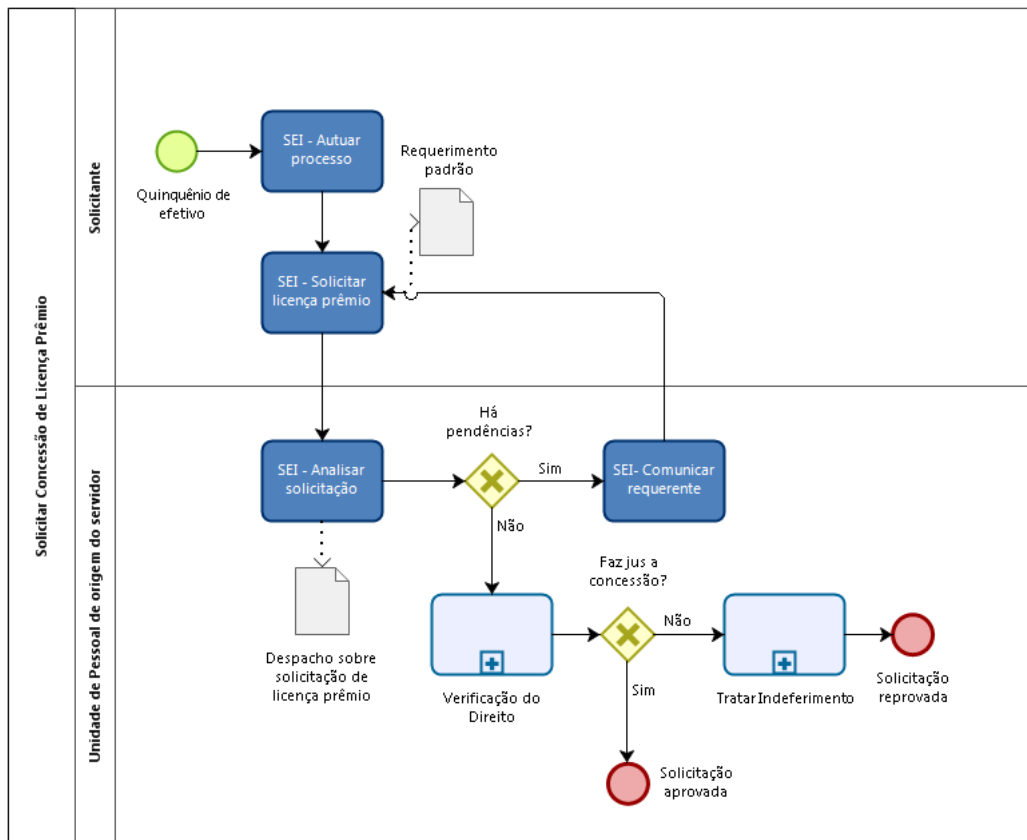 Solicitar Concessão de Licença Prêmio
Solicitante
SEI - Autuar
processo
Quinquênio de
efetivo
Requerimento
padrão
SEI - Solicitar
licença prêmio
Unidade de Pessoal de origem do servidor
SEI - Analisar
solicitação
Há
pendências?
Sim
SEI- Comunicar
requerente
Não
Despacho sobre
solicitação de
licença prêmio
Verificação do
Direito
Faz jus a
concessão?
Não
Sim
Tratar Indeferimento
Solicitação
reprovada
Solicitação
aprovada